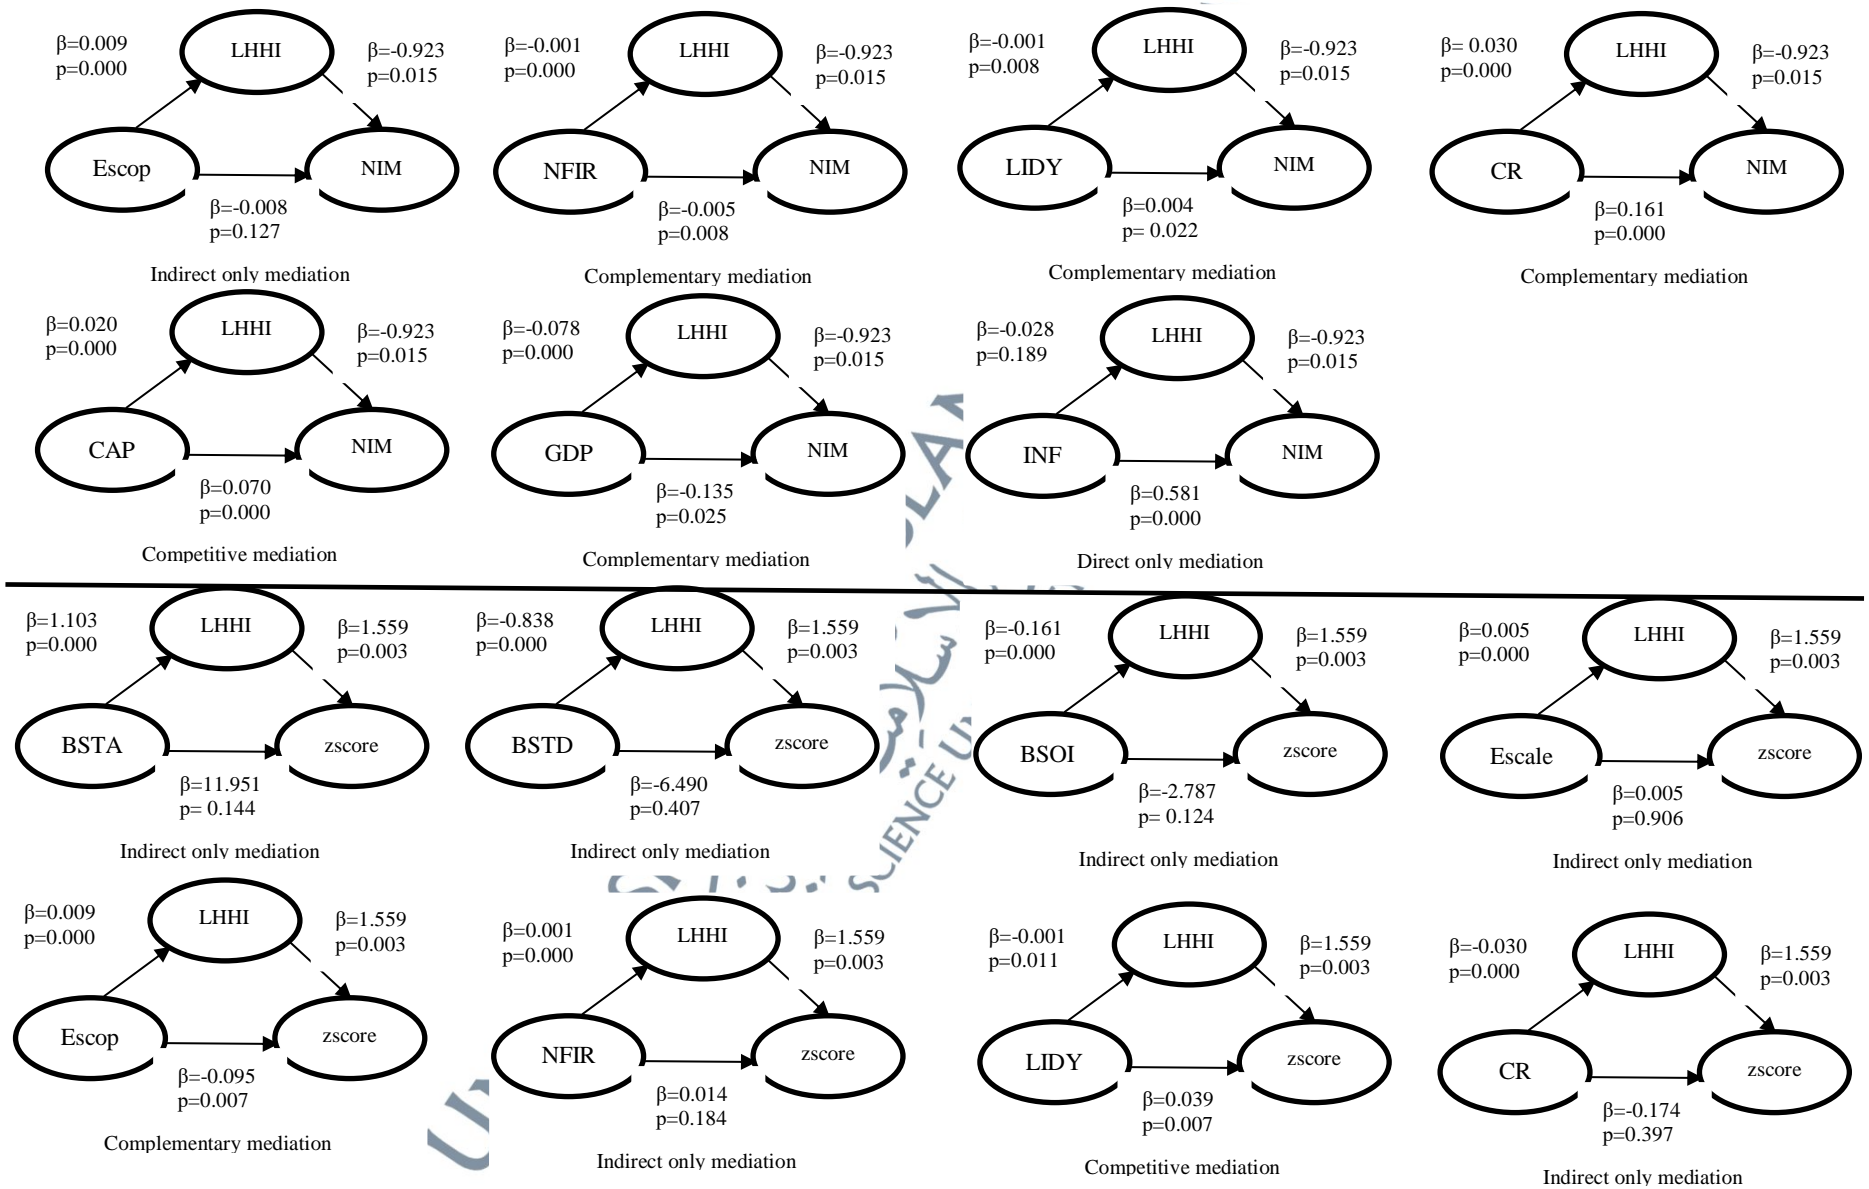 β=0.009
p=0.000
LHHI
β=-0.923
p=0.015
Escop
NIM
β=-0.008
p=0.127
Indirect only mediation
β=-0.001
p=0.000
LHHI
β=-0.923
p=0.015
NFIR
NIM
β=-0.005
p=0.008
Complementary mediation
β=-0.001
p=0.008
LHHI
β=-0.923
p=0.015
LIDY
NIM
β=0.004
p= 0.022
Complementary mediation
β= 0.030
p=0.000
LHHI
β=-0.923
p=0.015
CR
NIM
β=0.161
p=0.000
Complementary mediation
β=0.020
p=0.000
LHHI
β=-0.923
p=0.015
CAP
NIM
β=0.070
p=0.000
Competitive mediation
β=-0.078
p=0.000
LHHI
β=-0.923
p=0.015
GDP
NIM
β=-0.135
p=0.025
Complementary mediation
β=-0.028
p=0.189
LHHI
β=-0.923
p=0.015
INF
NIM
β=0.581
p=0.000
Direct only mediation
β=1.103
p=0.000
LHHI
β=1.559
p=0.003
BSTA
zscore
β=11.951
p= 0.144
Indirect only mediation
β=-0.838
p=0.000
LHHI
β=1.559
p=0.003
BSTD
zscore
β=-6.490
p=0.407
Indirect only mediation
β=-0.161
p=0.000
LHHI
β=1.559
p=0.003
BSOI
zscore
β=-2.787
p= 0.124
Indirect only mediation
β=0.005
p=0.000
LHHI
β=1.559
p=0.003
Escale
zscore
β=0.005
p=0.906
Indirect only mediation
β=0.009
p=0.000
LHHI
β=1.559
p=0.003
Escop
zscore
β=-0.095
p=0.007
Complementary mediation
β=0.001
p=0.000
LHHI
β=1.559
p=0.003
NFIR
zscore
β=0.014
p=0.184
Indirect only mediation
β=-0.001
p=0.011
LHHI
β=1.559
p=0.003
LIDY
zscore
β=0.039
p=0.007
Competitive mediation
β=-0.030
p=0.000
LHHI
β=1.559
p=0.003
CR
zscore
β=-0.174
p=0.397
Indirect only mediation
SCIENCE